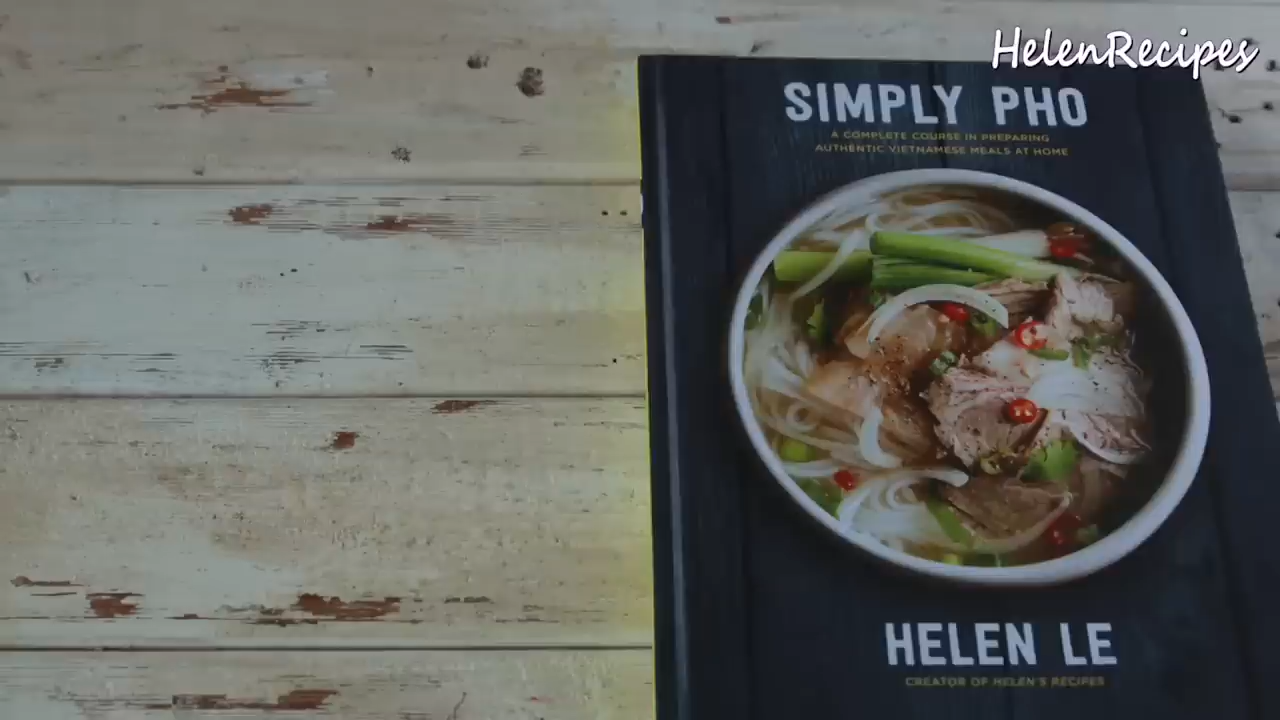 HelenRecipes
SIMPLY PHO
A COMPLETE COURSE IN PREPARING
AUTHENTIC VIETNAMESE MEALS AT HOME
HELEN LE
CREATOR OF HELEN'S RECIPES